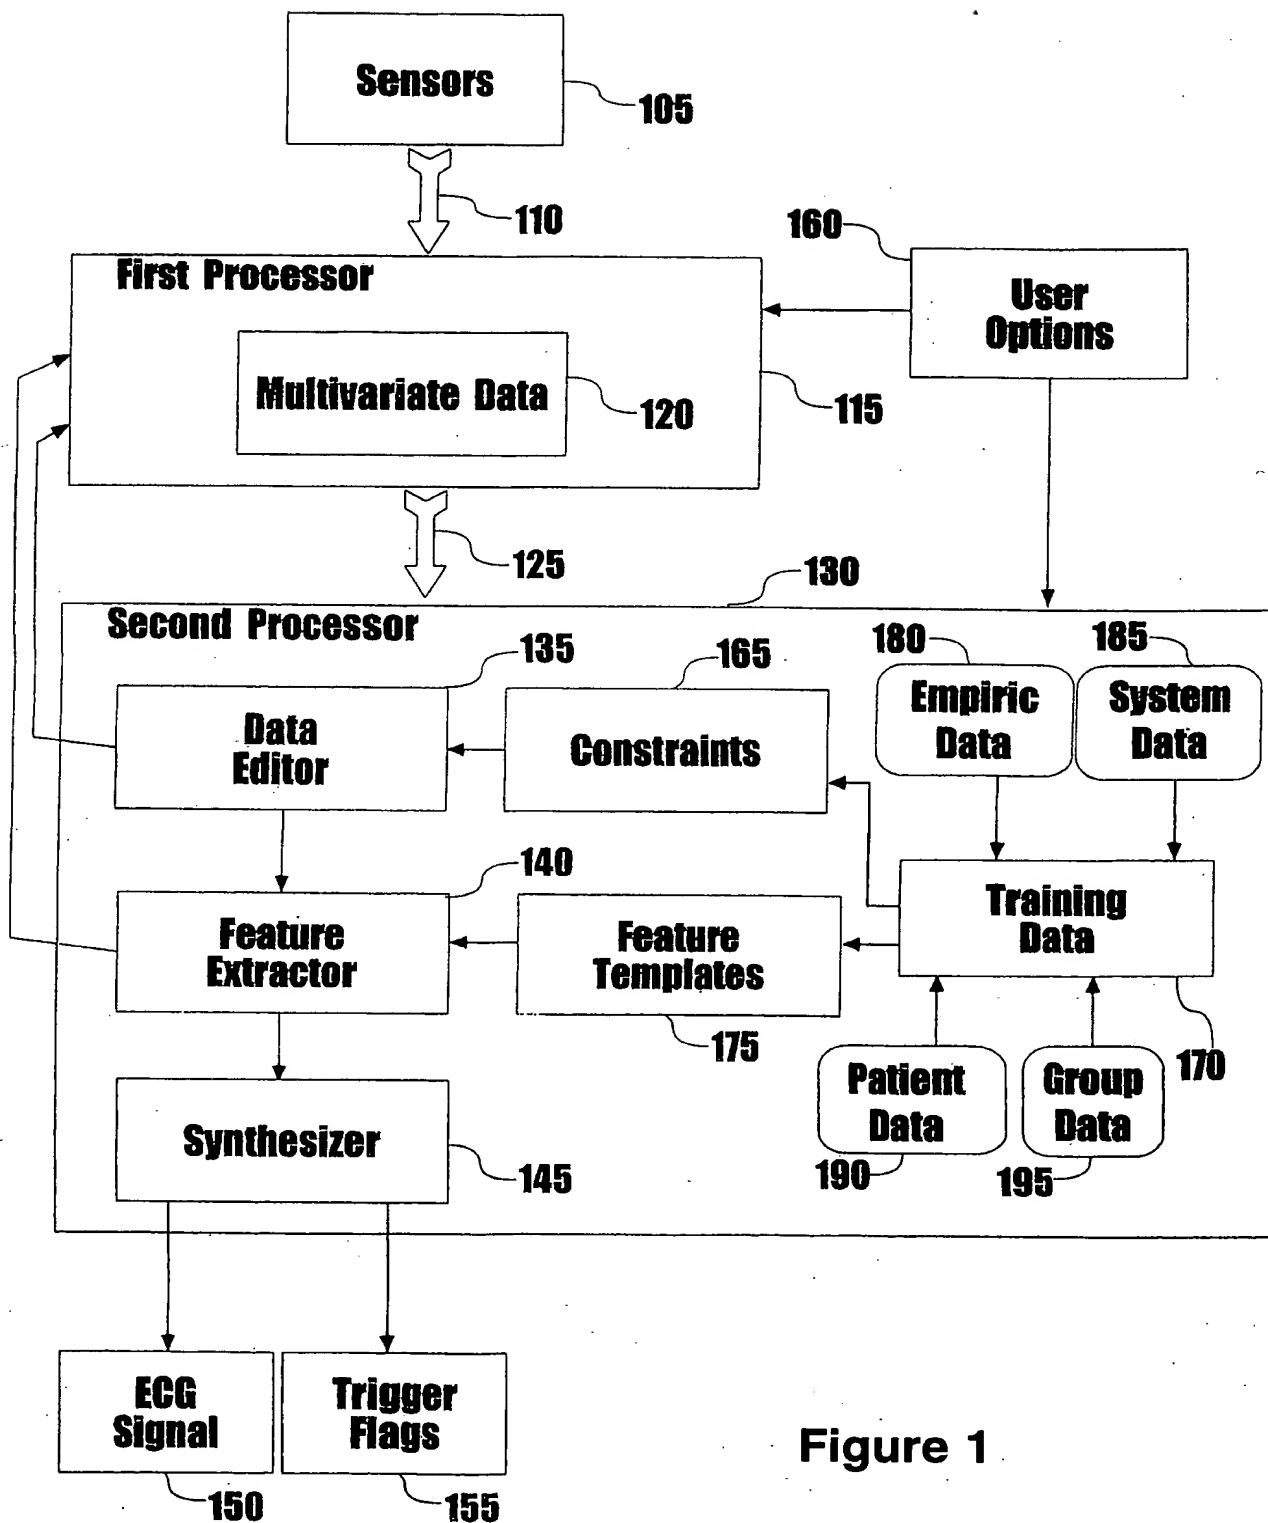 Sensors
105
110
160
First Processor
User
Options
Multivariate Data
120
115
125
130
Second Processor
135
165
180
185
Data
Editor
Constraints
Empiric
Data
System
Data
140
Feature
Extractor
Feature
Templates
Training
Data
175
170
Synthesizer
145
Patient
Data
Group
Data
190
195
ECG
Signal
Trigger
Flags
150
155
Figure 1